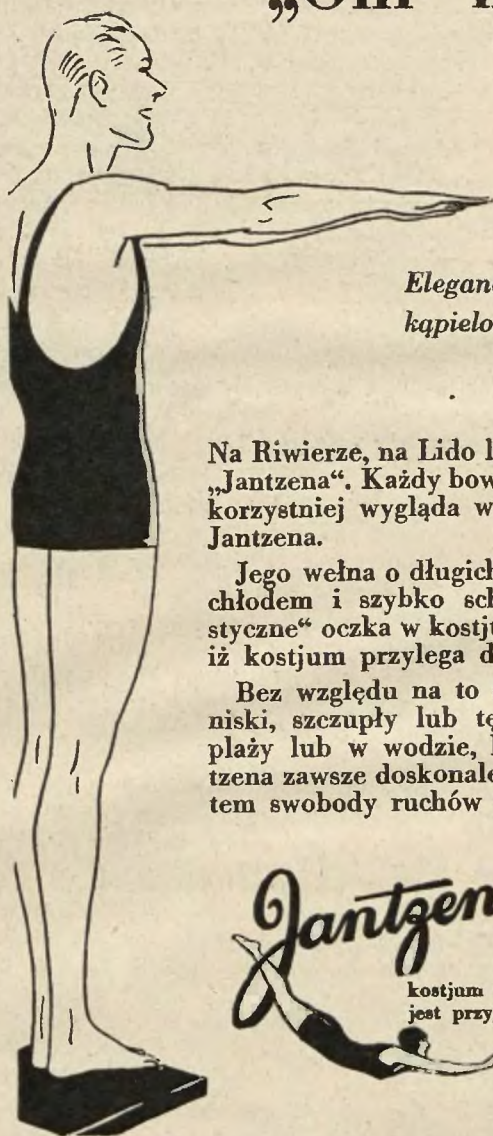 Elegan
kąpielo
Na Riwierze, na Lido l
„Jantzena“. Każdy bow
korzystniej wygląda w
Jantzena.
Jego wełna o długich
chłodem i szybko sch
styczne“ oczka w kostju
iż kostjum przylega d
Bez względu na to
niski, szczupły lub tę
plaży lub w wodzie,
tzena zawsze doskonale
tem swobody ruchów
Jantzen
kostjum
jest przy